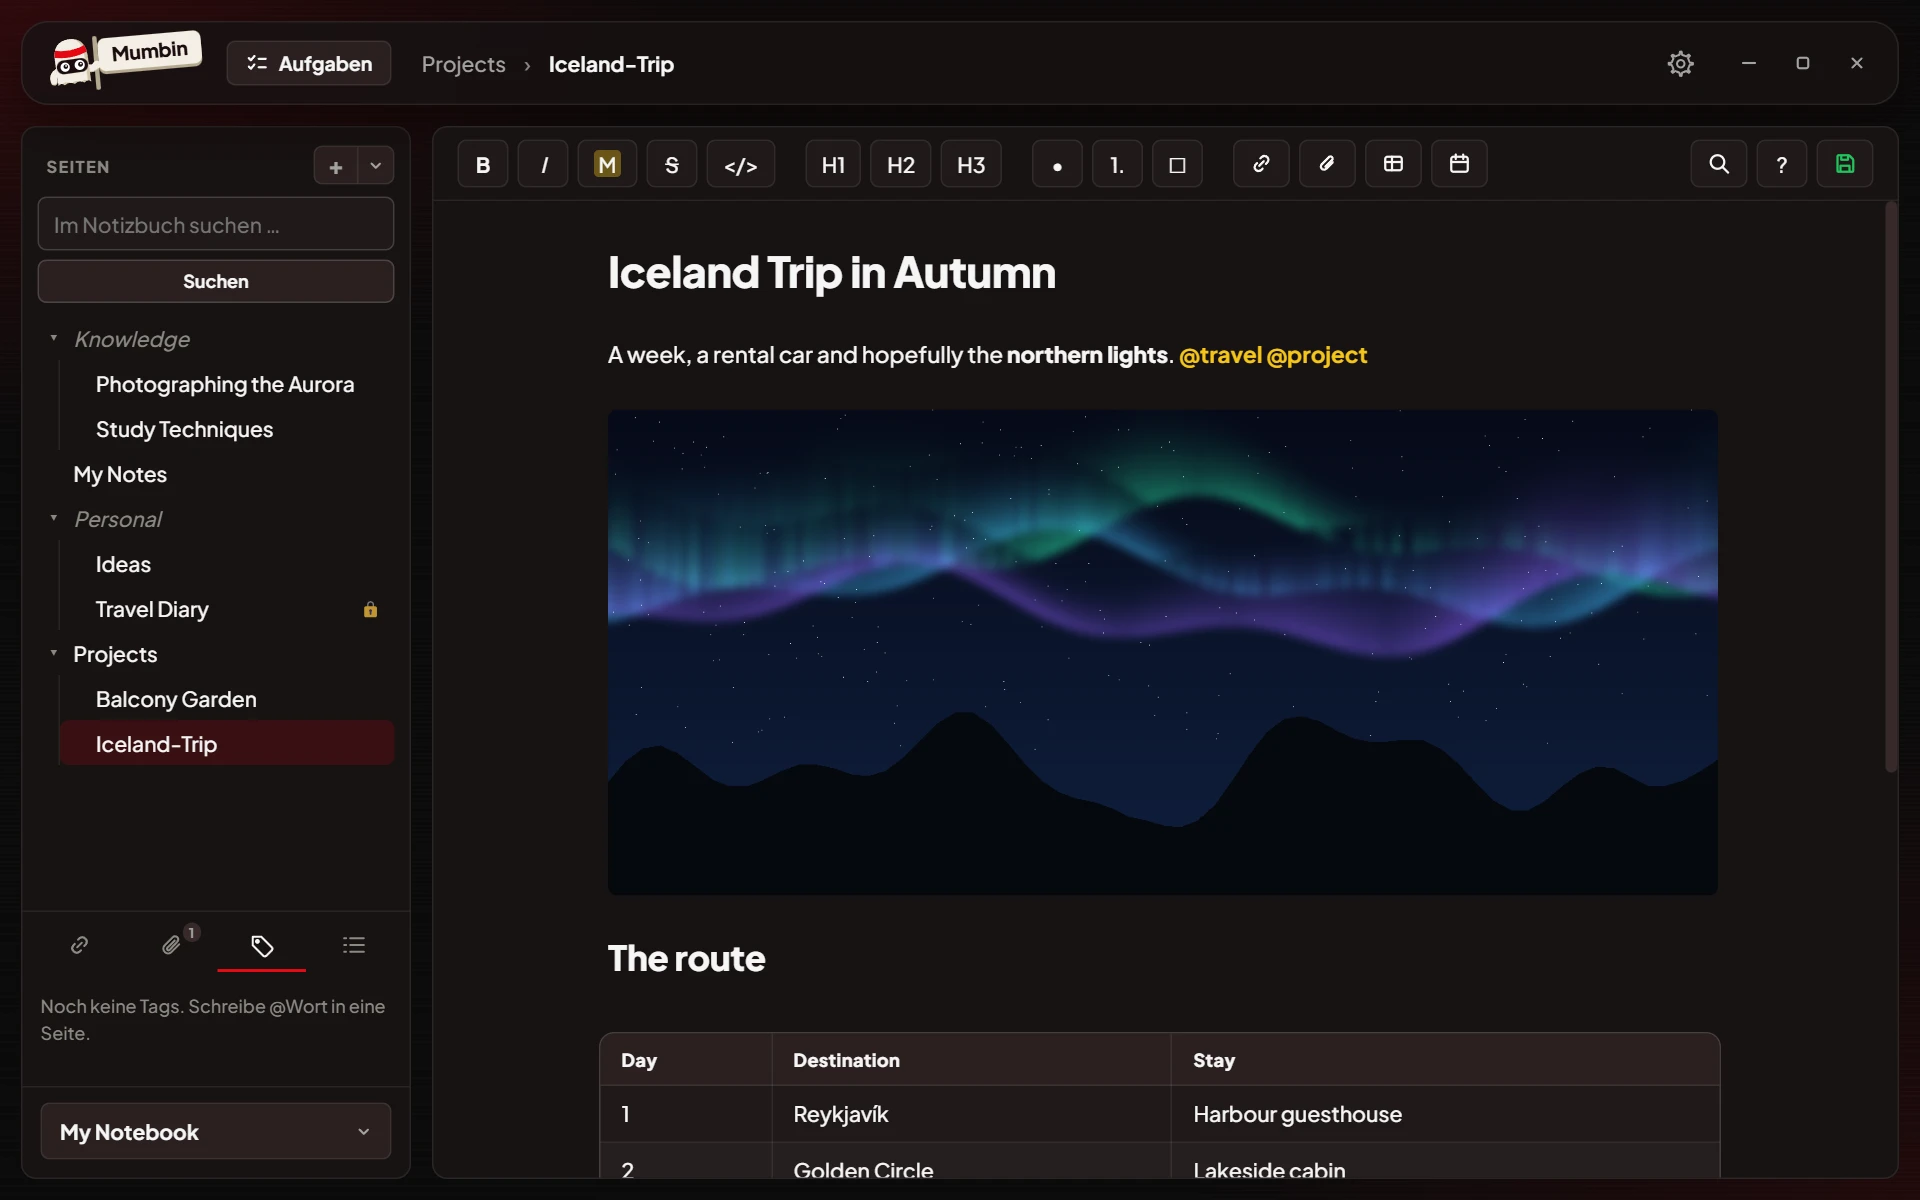 Mumbin
Aufgaben
Projects › Iceland-Trip
SEITEN
Im Notizbuch suchen ...
Suchen
Knowledge
Photographing the Aurora
Study Techniques
My Notes
Personal
Ideas
Travel Diary
Projects
Balcony Garden
Iceland-Trip
1
Noch keine Tags. Schreibe @Wort in eine
Seite.
My Notebook
B I M S </> H1 H2 H3 • 1. ?
Iceland Trip in Autumn
A week, a rental car and hopefully the northern lights. @travel @project
The route
Day Destination Stay
1 Reykjavík Harbour guesthouse
2 Golden Circle Lakeside cabin